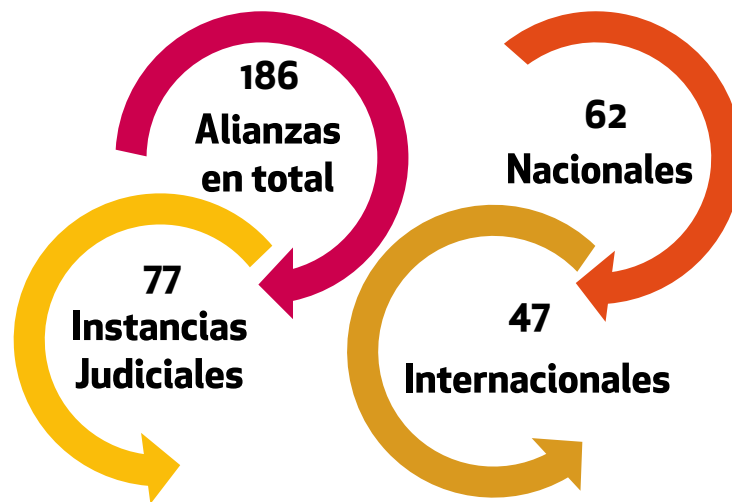 186
Alianzas
en total
62
Nacionales
77
Instancias
Judiciales
47
Internacionales